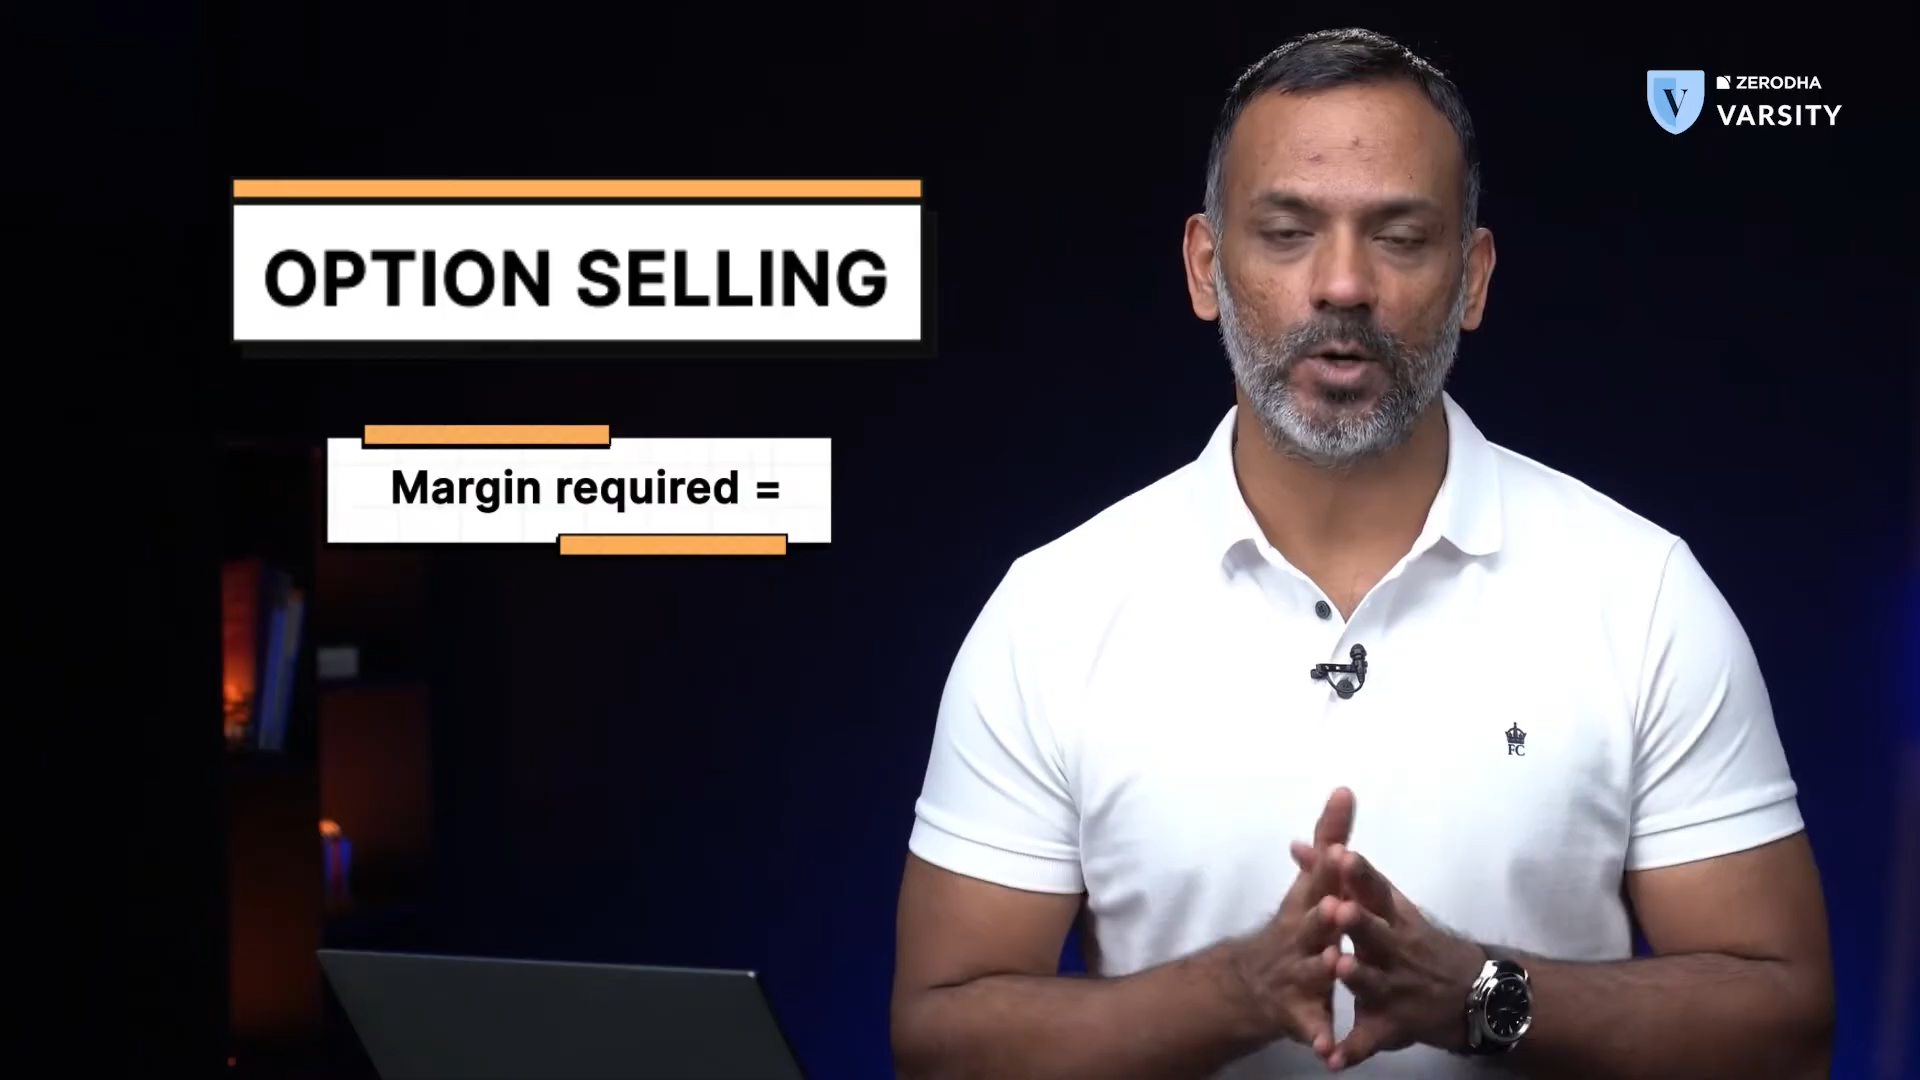 ZERODHA
VARSITY
OPTION SELLING
Margin required =
FC